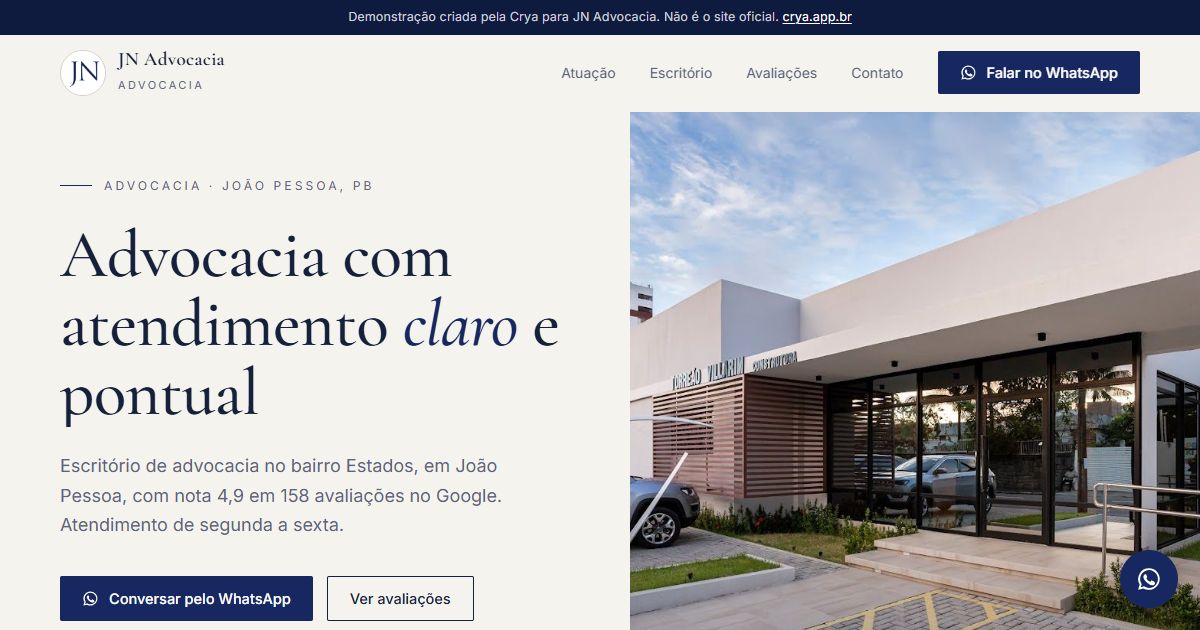 Demonstração criada pela Crya para JN Advocacia. Não é o site oficial. crya.app.br
JN
JN Advocacia
ADVOCACIA
Atuação
Escritório
Avaliações
Contato
Falar no WhatsApp
ADVOCACIA · JOÃO PESSOA, PB
Advocacia com
atendimento claro e
pontual
Escritório de advocacia no bairro Estados, em João
Pessoa, com nota 4,9 em 158 avaliações no Google.
Atendimento de segunda a sexta.
Conversar pelo WhatsApp
Ver avaliações
TORREÃO VILLARIM CONSTRUTORA